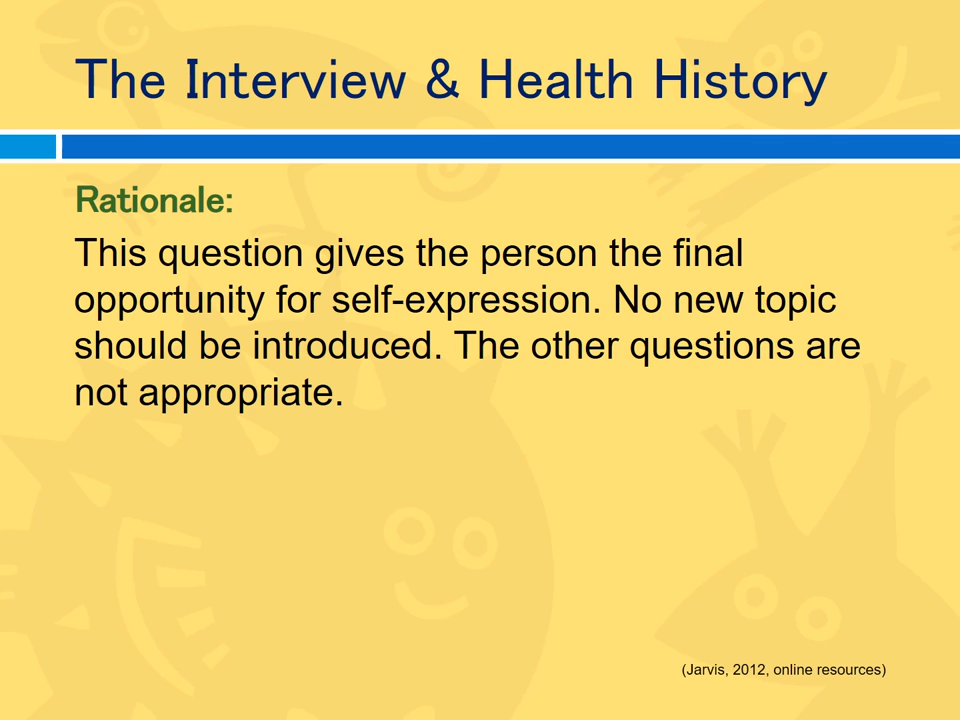 The Interview & Health History
Rationale:
This question gives the person the final
opportunity for self-expression. No new topic
should be introduced. The other questions are
not appropriate.
(Jarvis, 2012, online resources)